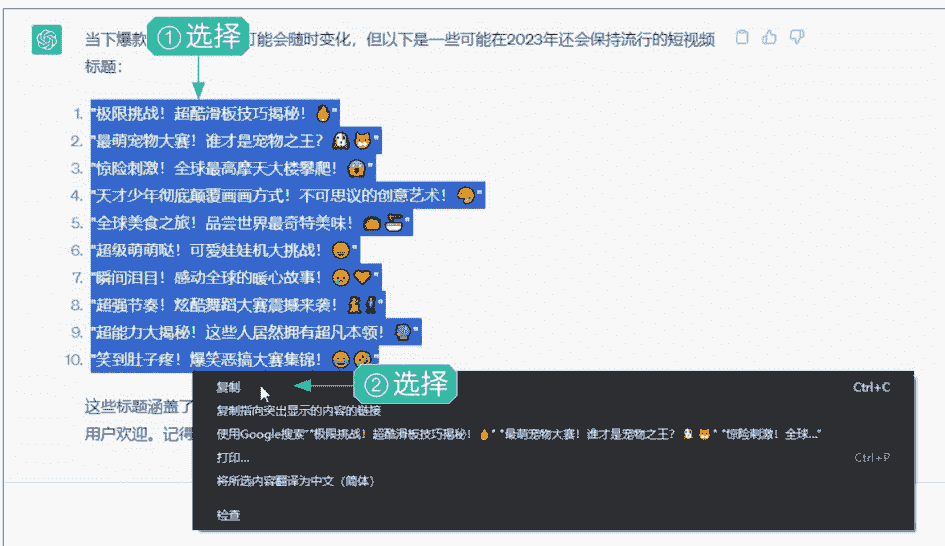 当下爆款 ①选择 可能会随时变化，但以下是一些可能在2023年还会保持流行的短视频
标题：
1. "极限挑战！超酷滑板技巧揭秘！🔥"
2. "最萌宠物大赛！谁才是宠物之王？🐶🐱"
3. "惊险刺激！全球最高摩天大楼攀爬！😱"
4. "天才少年彻底颠覆画画方式！不可思议的创意艺术！🎨"
5. "全球美食之旅！品尝世界最奇特美味！🌮🍜"
6. "超级萌萌哒！可爱娃娃机大挑战！😄"
7. "瞬间泪目！感动全球的暖心故事！😢❤"
8. "超强节奏！炫酷舞蹈大赛震撼来袭！💃🕺"
9. "超能力大揭秘！这些人居然拥有超凡本领！🔮"
10. "笑到肚子疼！爆笑恶搞大赛集锦！😂🤣"
这些标题涵盖了
用户欢迎。记得
②选择
复制 Ctrl+C
复制指向突出显示的内容的链接
使用Google搜索""极限挑战！超酷滑板技巧揭秘！🔥" "最萌宠物大赛！谁才是宠物之王？🐶🐱" "惊险刺激！全球..."
打印... Ctrl+P
将所选内容翻译为中文（简体）
检查